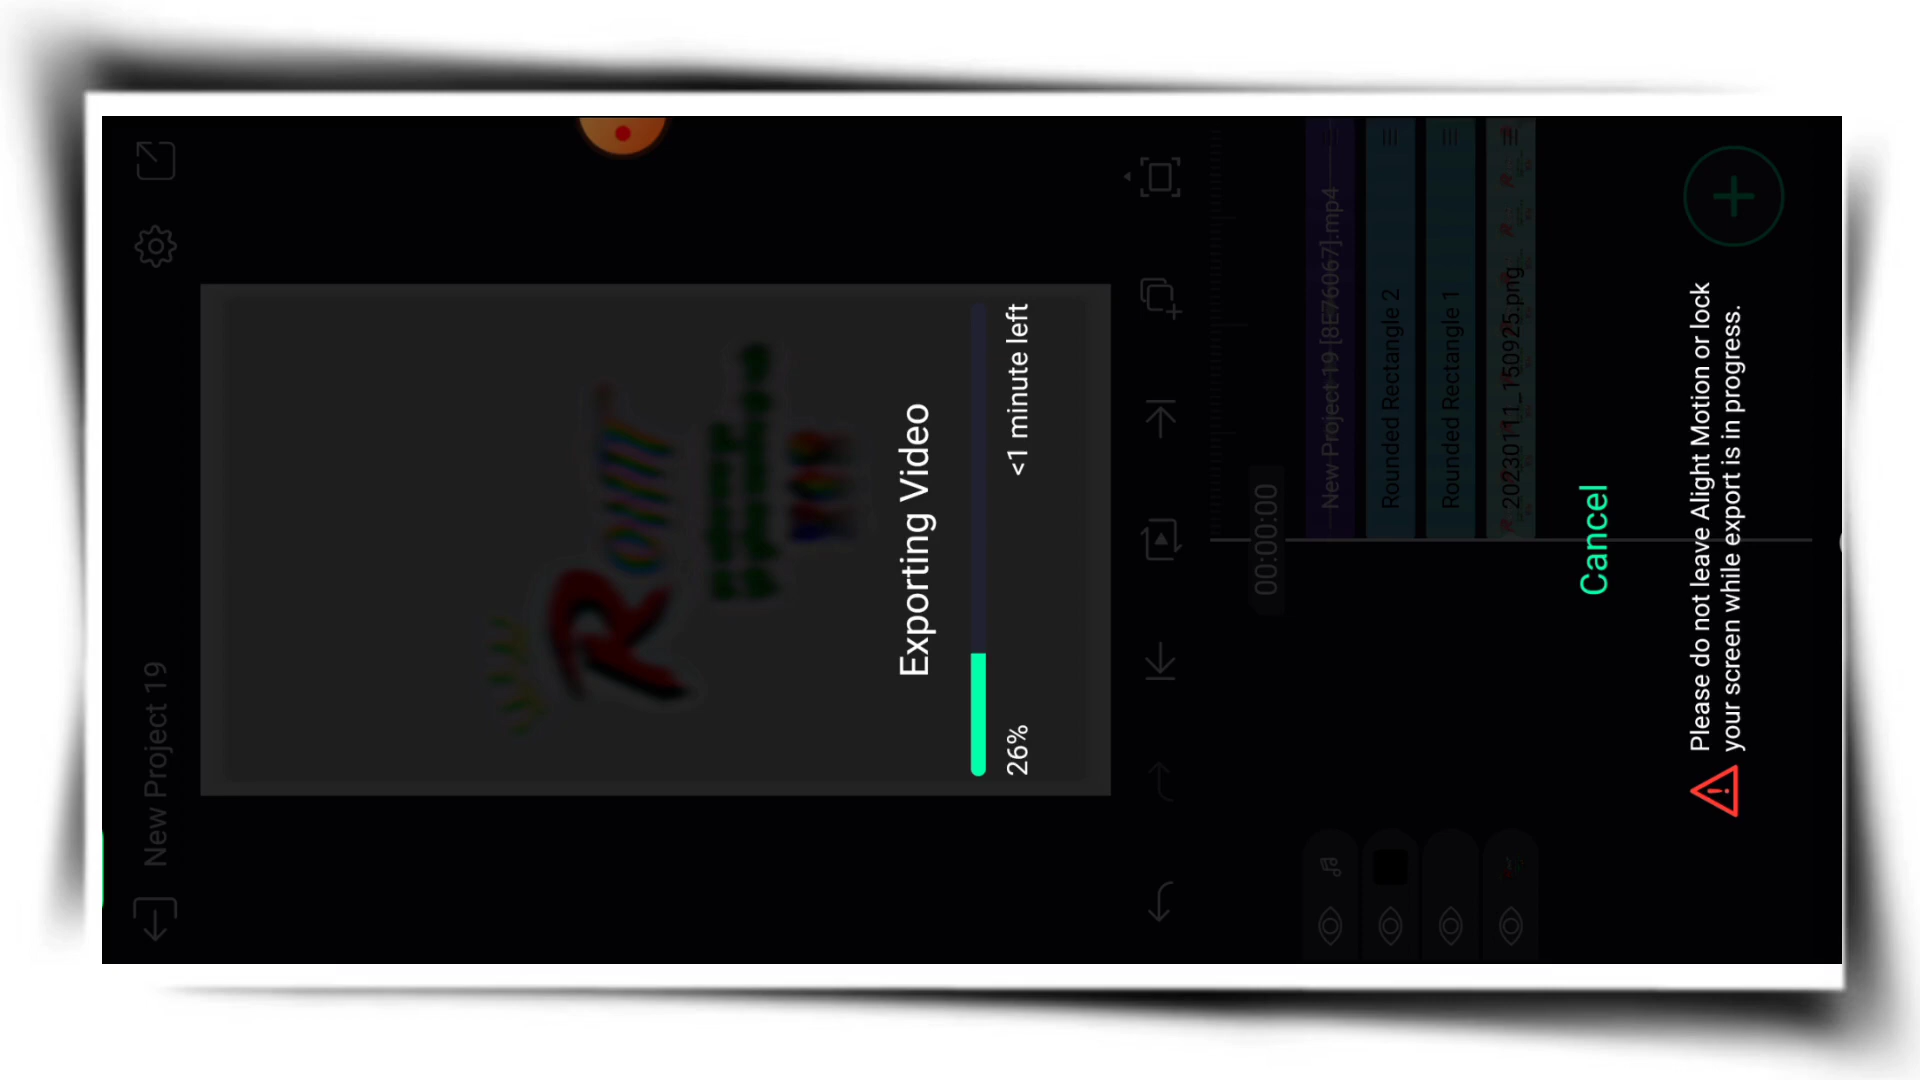 New Project 19
Exporting Video
26%
<1 minute left
00:00:00
New Project 19 [8E76067].mp4
Rounded Rectangle 2
Rounded Rectangle 1
20230111_150925.png
Cancel
Please do not leave Alight Motion or lock
your screen while export is in progress.